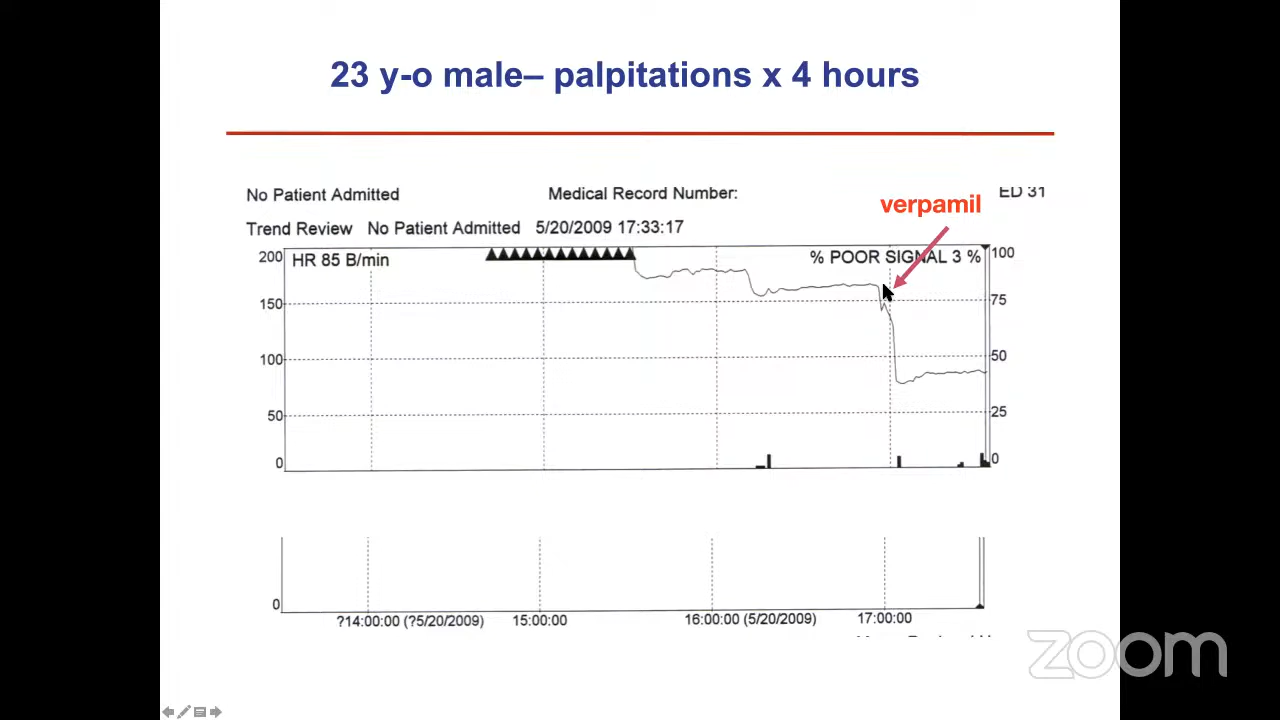 23 y-o male– palpitations x 4 hours
No Patient Admitted
Medical Record Number:
ED 31
verpamil
Trend Review No Patient Admitted 5/20/2009 17:33:17
200
HR 85 B/min
% POOR SIGNAL 3 %
100
150
75
100
50
50
25
0
0
0
?14:00:00 (?5/20/2009)
15:00:00
16:00:00 (5/20/2009)
17:00:00
zoom